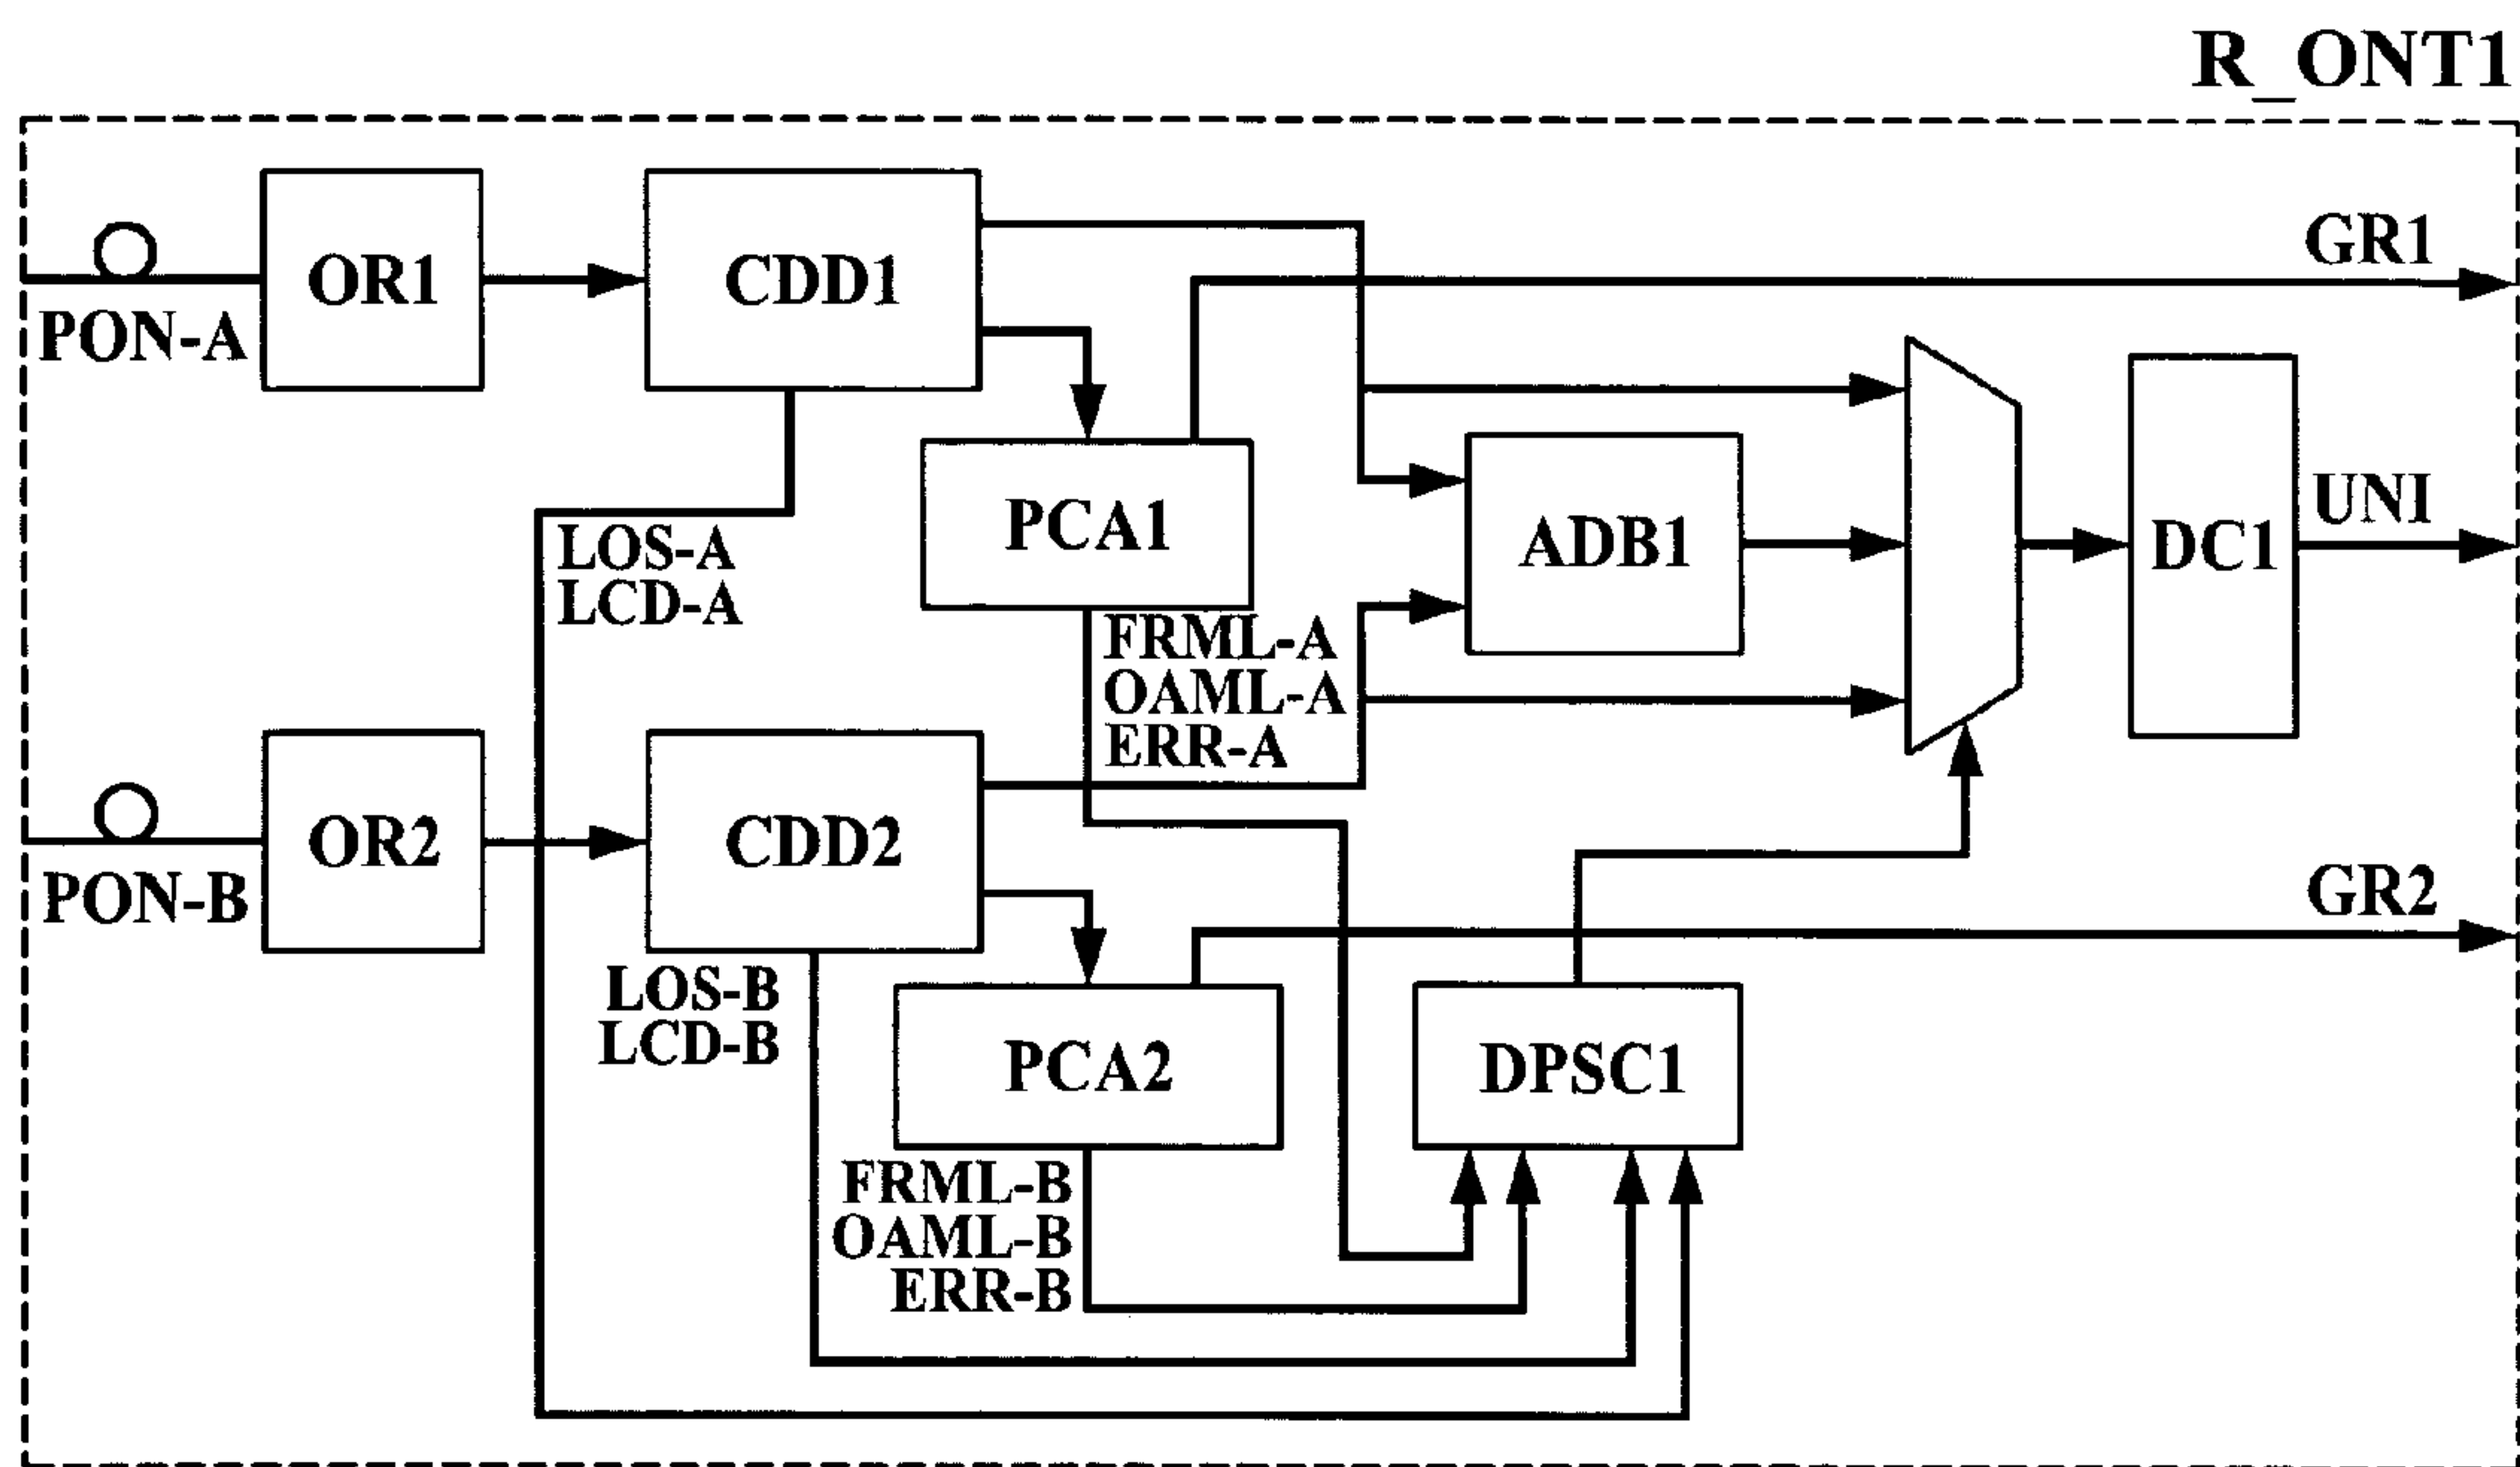 R_ONT1
GR1
OR1
CDD1
PON-A
UNI
PCA1
ADB1
DC1
LOS-A
LCD-A
FRML-A
OAML-A
ERR-A
OR2
CDD2
PON-B
GR2
LOS-B
LCD-B
PCA2
DPSC1
FRML-B
OAML-B
ERR-B